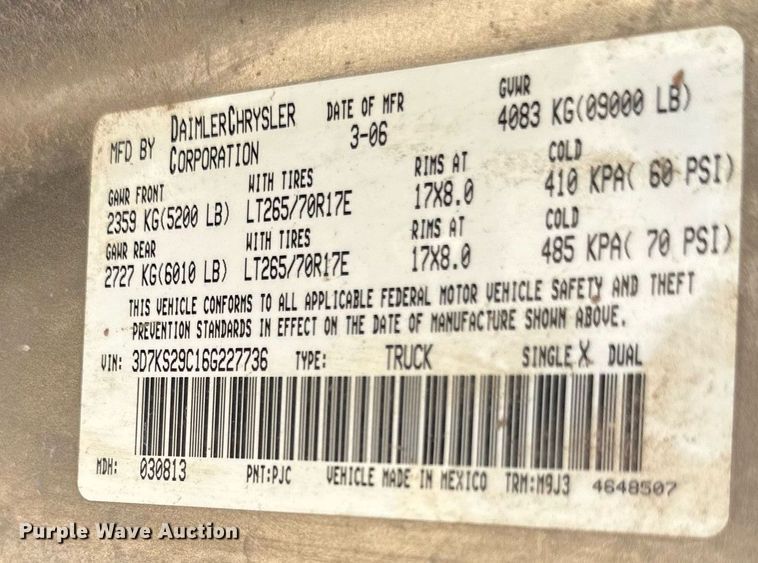 MFD BY DAIMLERCHRYSLER CORPORATION
DATE OF MFR 3-06
GVWR 4083 KG(09000 LB)
GAWR FRONT WITH TIRES RIMS AT COLD
2359 KG(5200 LB) LT265/70R17E 17X8.0 410 KPA( 60 PSI)
GAWR REAR WITH TIRES RIMS AT COLD
2727 KG(6010 LB) LT265/70R17E 17X8.0 485 KPA( 70 PSI)
THIS VEHICLE CONFORMS TO ALL APPLICABLE FEDERAL MOTOR VEHICLE SAFETY AND THEFT
PREVENTION STANDARDS IN EFFECT ON THE DATE OF MANUFACTURE SHOWN ABOVE.
VIN: 3D7KS29C16G227736 TYPE: TRUCK SINGLE X DUAL
MDH: 030813 PNT:PJC VEHICLE MADE IN MEXICO TRM:M9J3 4648507
Purple Wave Auction